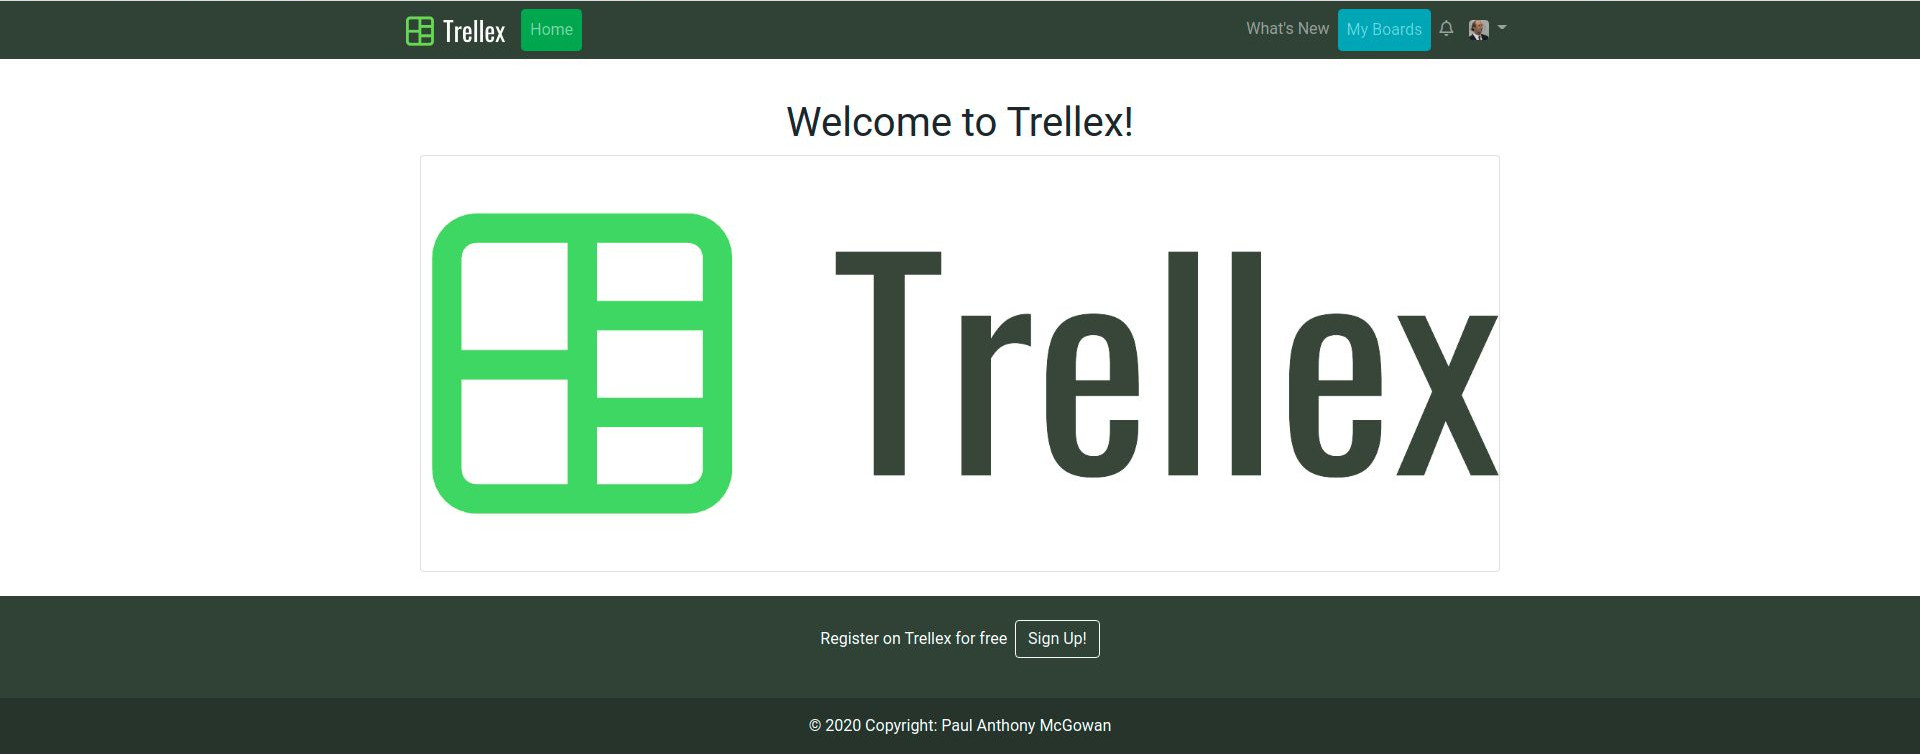 Trellex Home What's New My Boards
Welcome to Trellex!
Trellex
Register on Trellex for free Sign Up!
© 2020 Copyright: Paul Anthony McGowan